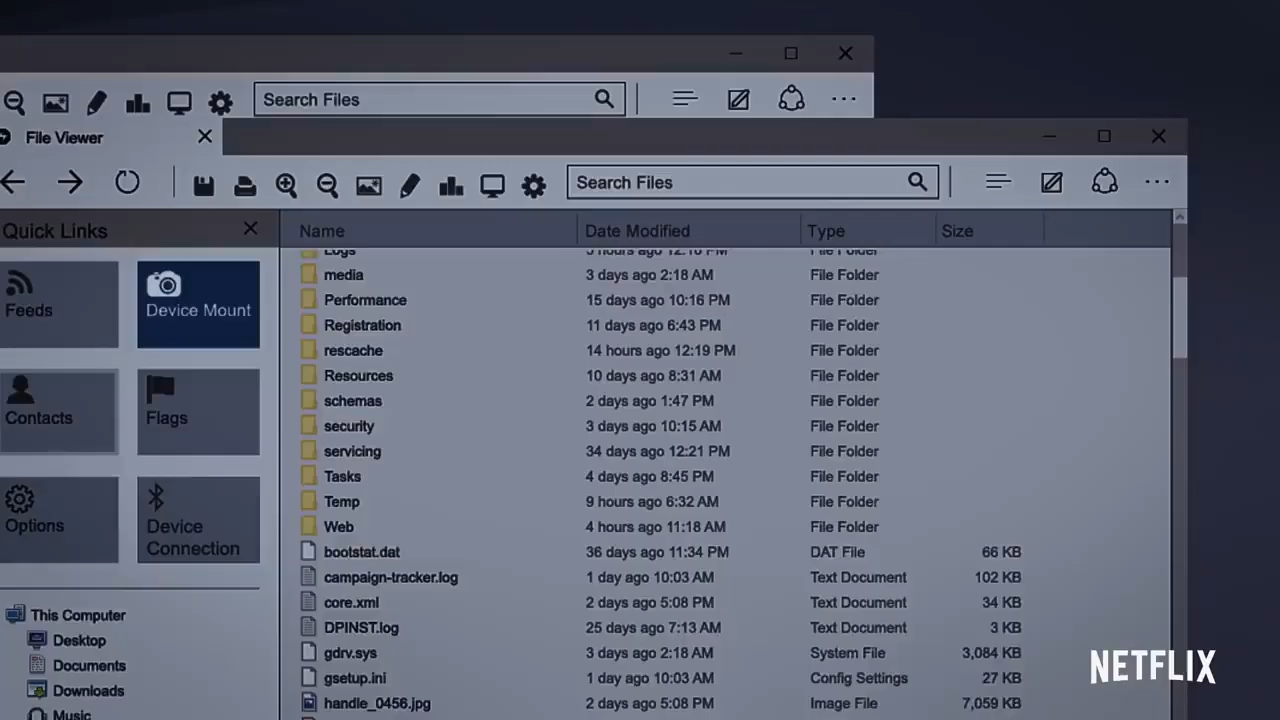 Search Files
File Viewer
Search Files
Quick Links
Name Date Modified Type Size
Feeds
Device Mount
Contacts
Flags
Options
Device
Connection
This Computer
Desktop
Documents
Downloads
Music
Logs 5 hours ago 12:10 PM File Folder
media 3 days ago 2:18 AM File Folder
Performance 15 days ago 10:16 PM File Folder
Registration 11 days ago 6:43 PM File Folder
rescache 14 hours ago 12:19 PM File Folder
Resources 10 days ago 8:31 AM File Folder
schemas 2 days ago 1:47 PM File Folder
security 3 days ago 10:15 AM File Folder
servicing 34 days ago 12:21 PM File Folder
Tasks 4 days ago 8:45 PM File Folder
Temp 9 hours ago 6:32 AM File Folder
Web 4 hours ago 11:18 AM File Folder
bootstat.dat 36 days ago 11:34 PM DAT File 66 KB
campaign-tracker.log 1 day ago 10:03 AM Text Document 102 KB
core.xml 2 days ago 5:08 PM Text Document 34 KB
DPINST.log 25 days ago 7:13 AM Text Document 3 KB
gdrv.sys 3 days ago 2:18 AM System File 3,084 KB
gsetup.ini 1 day ago 10:03 AM Config Settings 27 KB
handle_0456.jpg 2 days ago 5:08 PM Image File 7,059 KB
NETFLIX